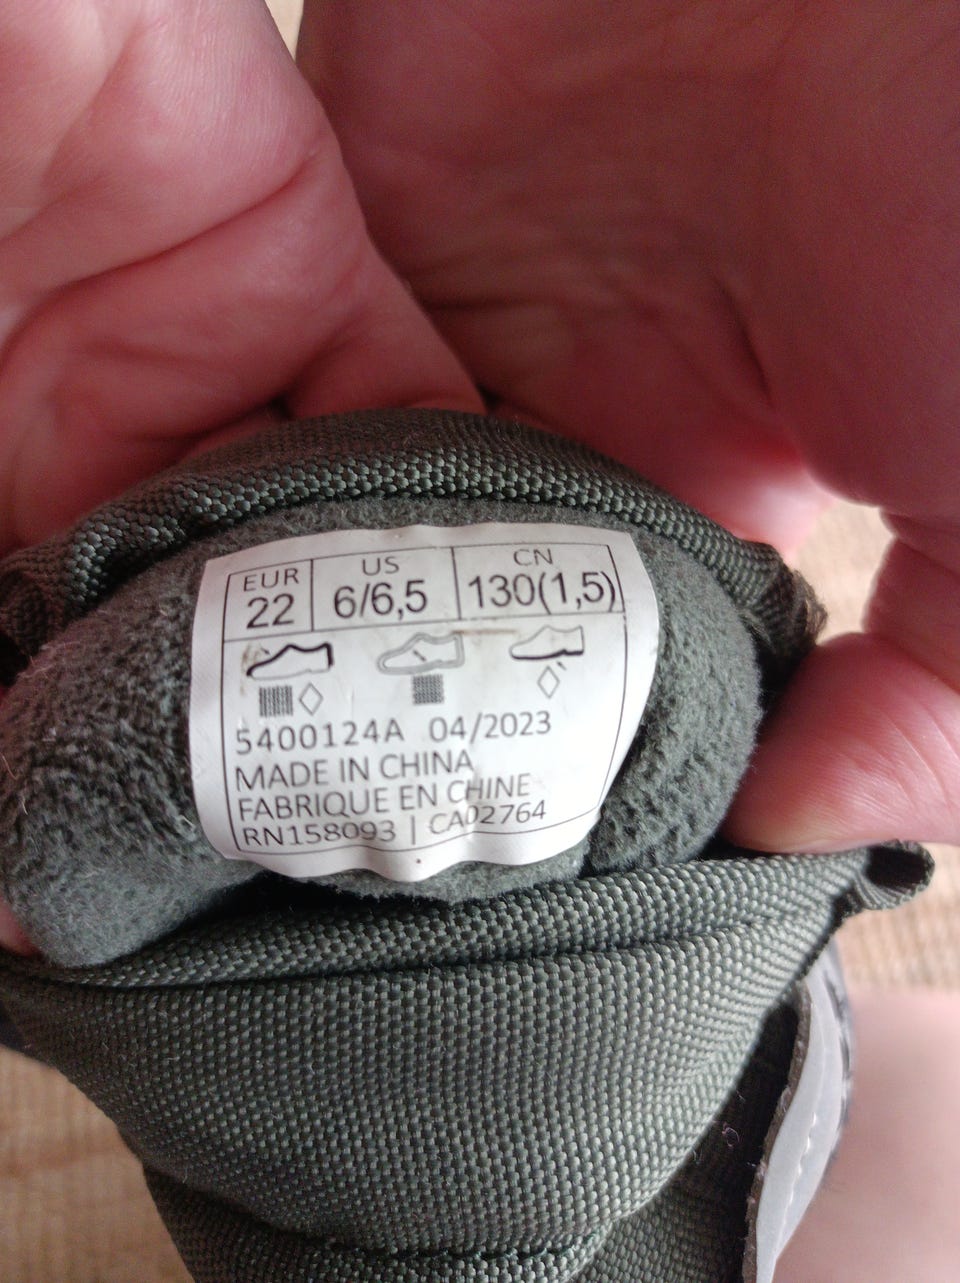 EUR US CN
22 6/6,5 130(1,5)
5400124A 04/2023
MADE IN CHINA
FABRIQUE EN CHINE
RN158093 | CA02764